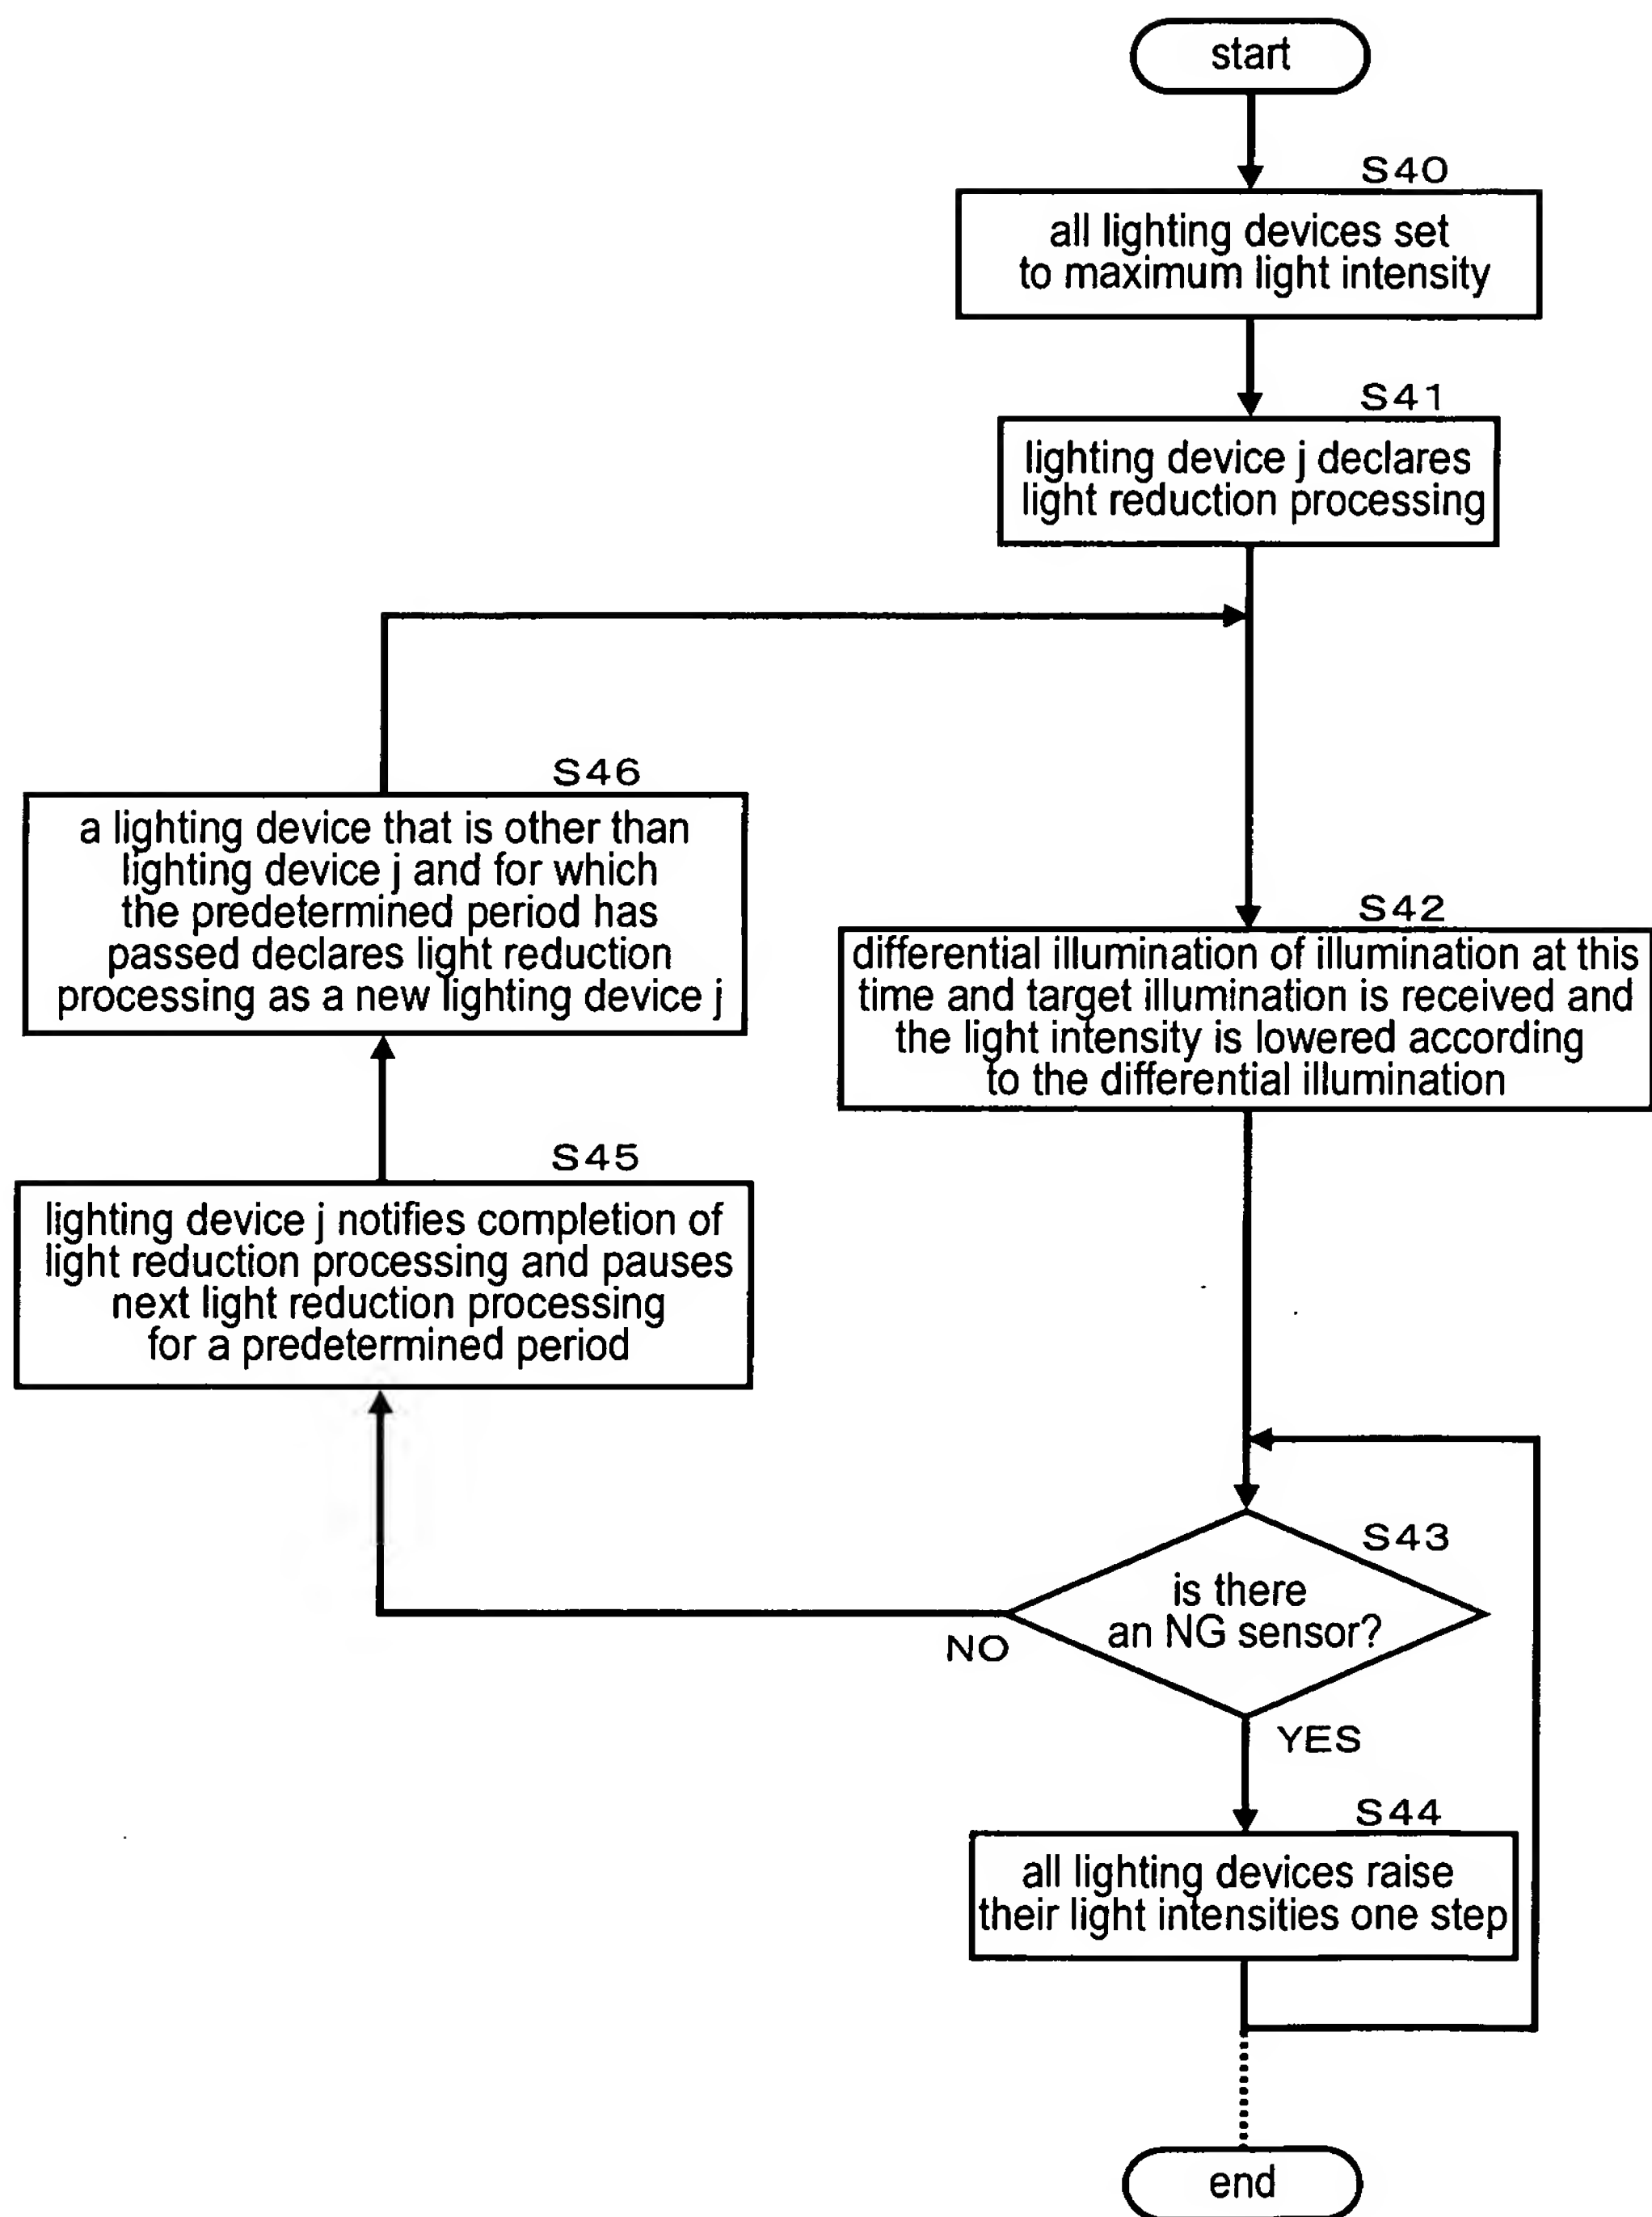 start
S40
all lighting devices set
to maximum light intensity
S41
lighting device j declares
light reduction processing
S46
a lighting device that is other than
lighting device j and for which
the predetermined period has
passed declares light reduction
processing as a new lighting device j
S42
differential illumination of illumination at this
time and target illumination is received and
the light intensity is lowered according
to the differential illumination
S45
lighting device j notifies completion of
light reduction processing and pauses
next light reduction processing
for a predetermined period
S43
is there
an NG sensor?
NO
YES
S44
all lighting devices raise
their light intensities one step
end